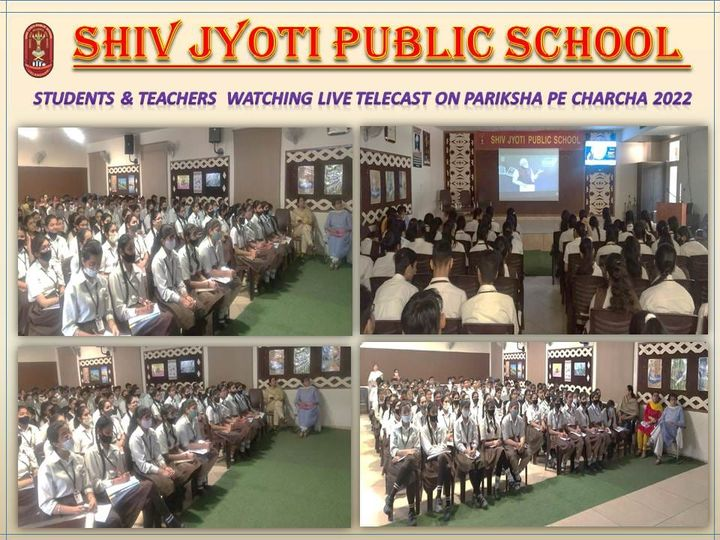 SHIV JYOTI PUBLIC SCHOOL
STUDENTS & TEACHERS WATCHING LIVE TELECAST ON PARIKSHA PE CHARCHA 2022
SHIV JYOTI PUBLIC SCHOOL